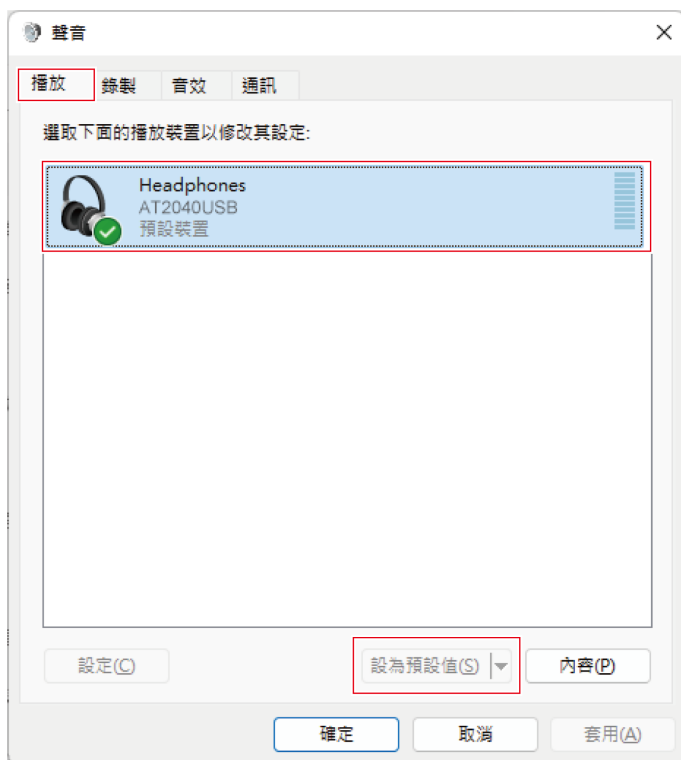 聲音
播放 錄製 音效 通訊
選取下面的播放裝置以修改其設定:
Headphones
AT2040USB
預設裝置
設定(C) 設為預設值(S) 內容(P)
確定 取消 套用(A)